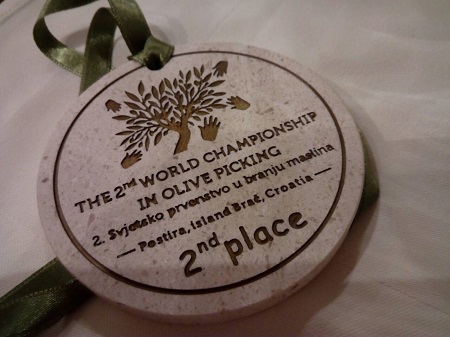 THE 2nd WORLD CHAMPIONSHIP
IN OLIVE PICKING
2. Svjetsko prvenstvo u branju maslina
— Postira, island Brač, Croatia —
2nd place